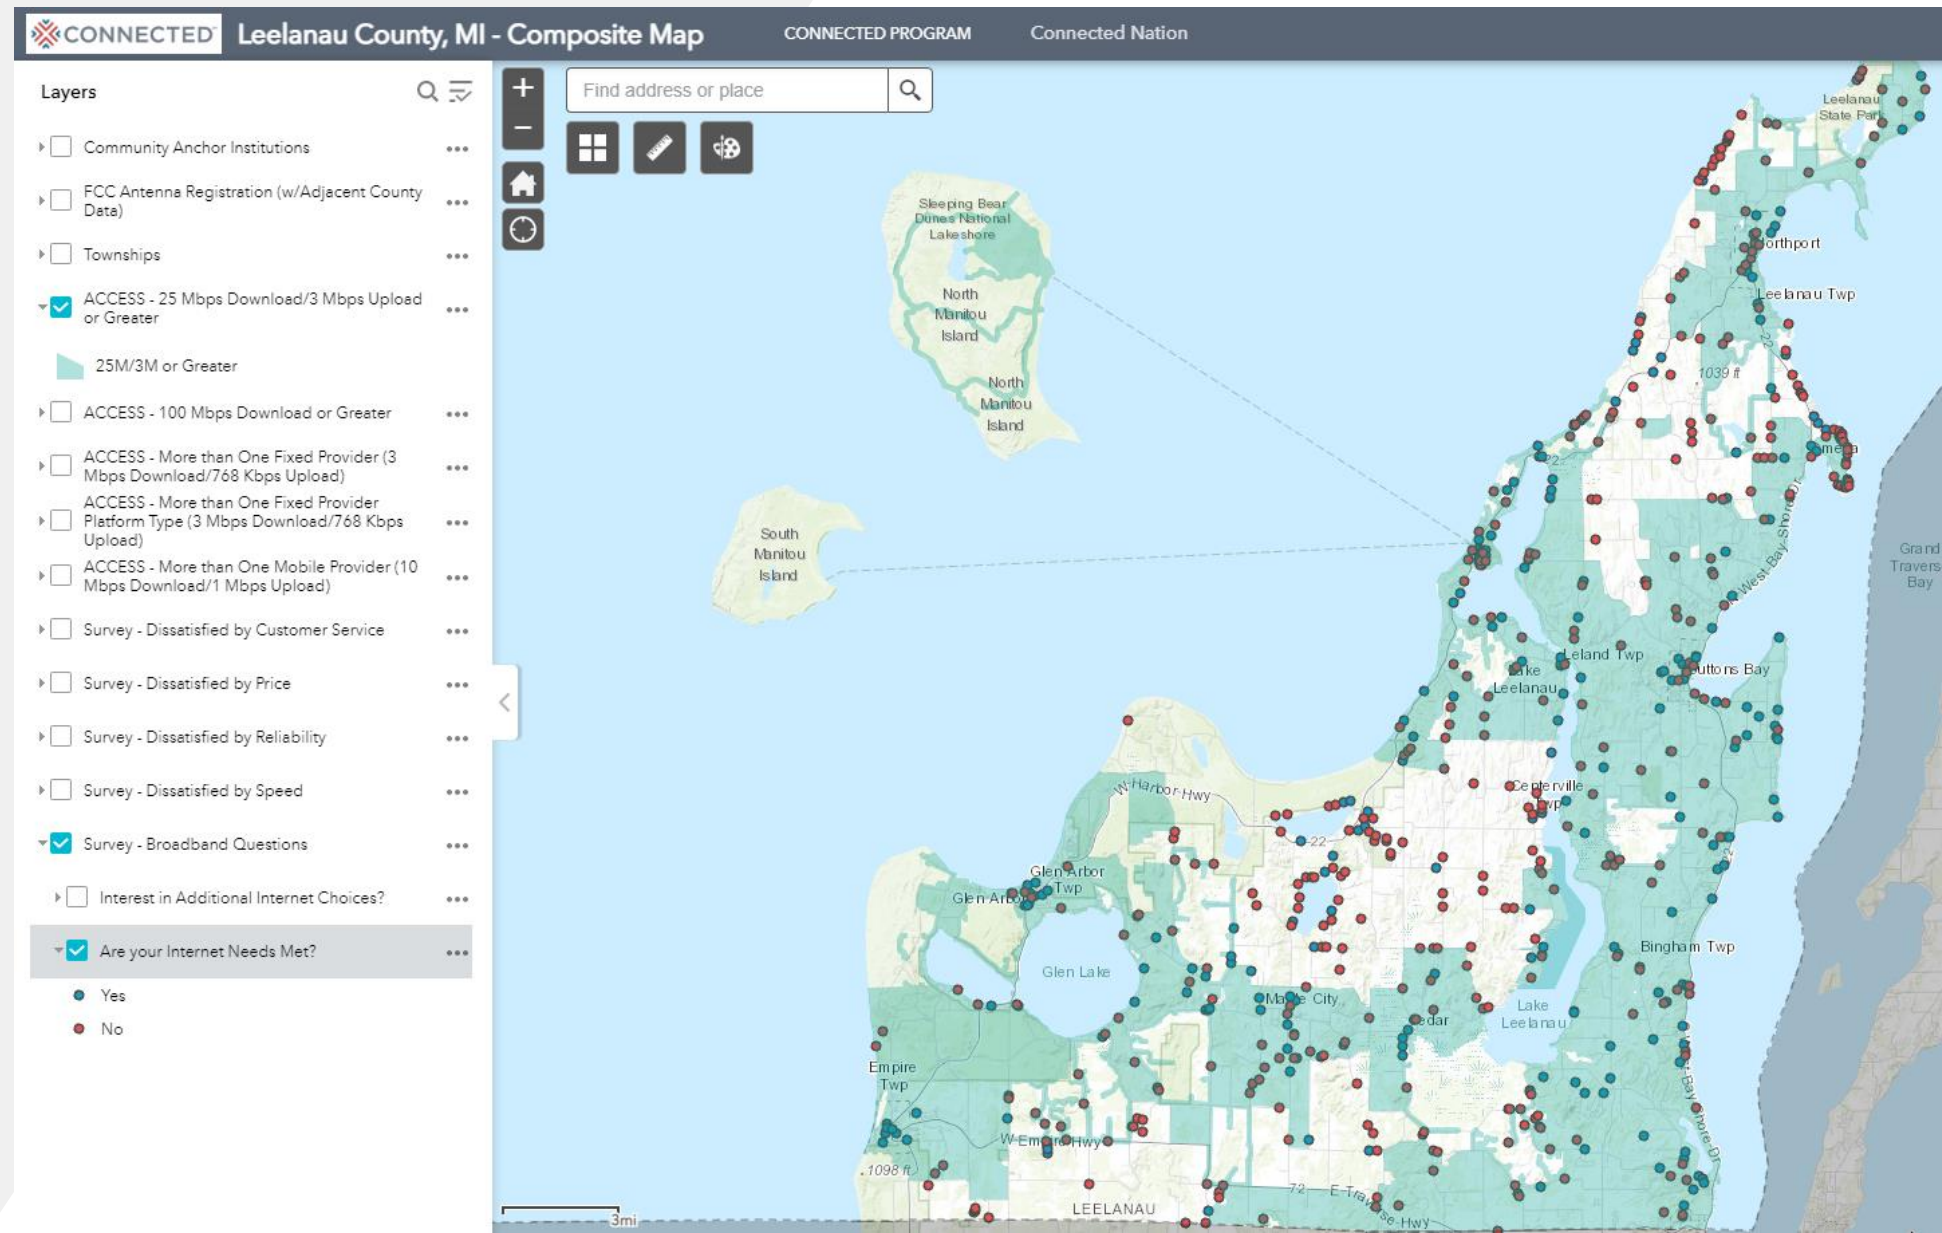 CONNECTED
Leelanau County, MI - Composite Map
CONNECTED PROGRAM
Connected Nation
Layers
Community Anchor Institutions
FCC Antenna Registration (w/Adjacent County
Data)
Townships
ACCESS - 25 Mbps Download/3 Mbps Upload
or Greater
25M/3M or Greater
ACCESS - 100 Mbps Download or Greater
ACCESS - More than One Fixed Provider (3
Mbps Download/768 Kbps Upload)
ACCESS - More than One Fixed Provider
Platform Type (3 Mbps Download/768 Kbps
Upload)
ACCESS - More than One Mobile Provider (10
Mbps Download/1 Mbps Upload)
Survey - Dissatisfied by Customer Service
Survey - Dissatisfied by Price
Survey - Dissatisfied by Reliability
Survey - Dissatisfied by Speed
Survey - Broadband Questions
Interest in Additional Internet Choices?
Are your Internet Needs Met?
Yes
No
Find address or place
Leelanau
State Park
Sleeping Bear
Dunes National
Lakeshore
North
Manitou
Island
North
Manitou
Island
South
Manitou
Island
Northport
Leelanau Twp
22
1039 ft
22
Omena
N West-Bay-Shore-Dr
Grand
Travers
Bay
Leland Twp
Suttons Bay
Lake
Leelanau
W-Harbor-Hwy
Centerville
Twp
22
22
Glen Arbor
Twp
Glen Arbor
Glen Lake
Bingham Twp
Maple City
Cedar
Lake
Leelanau
Empire
Twp
W Empire Hwy
1098 ft
LEELANAU
72
E-Traverse-Hwy
3mi